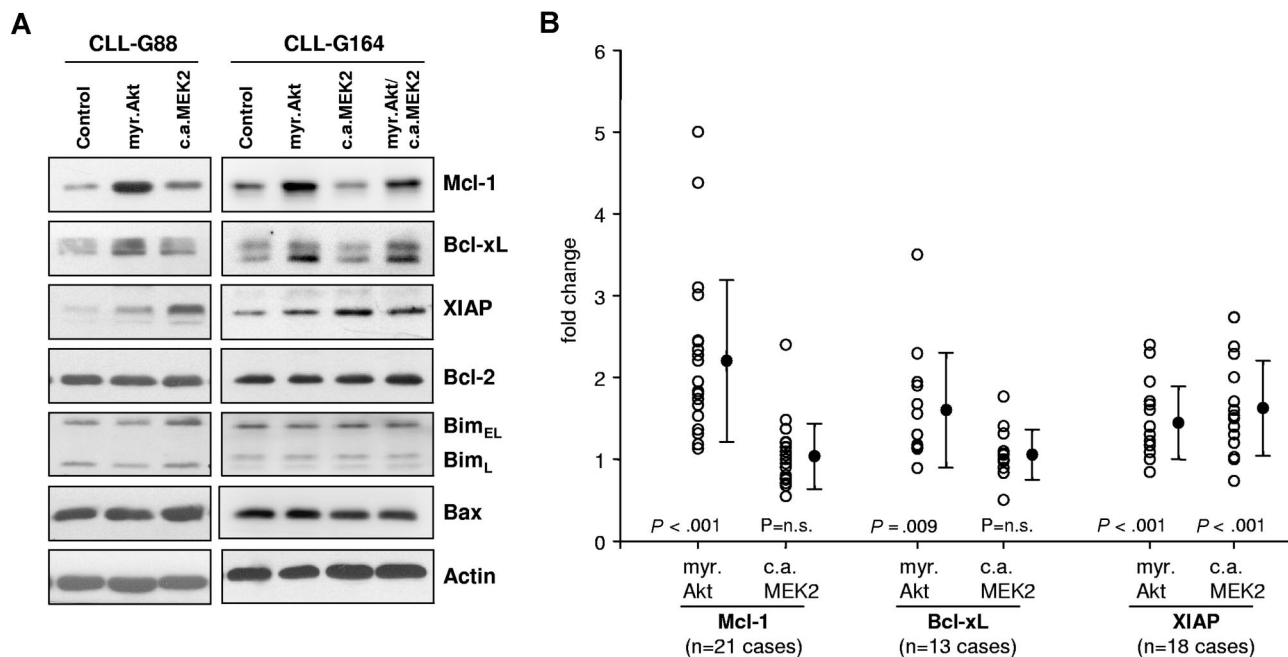 A
CLL-G88
CLL-G164
Control
myr.Akt
c.a.MEK2
Control
myr.Akt
c.a.MEK2
myr.Akt/
c.a.MEK2
Mcl-1
Bcl-xL
XIAP
Bcl-2
BimEL
BimL
Bax
Actin
B
fold change
6
5
4
3
2
1
0
P < .001
P=n.s.
P = .009
P=n.s.
P < .001
P < .001
myr.
Akt
c.a.
MEK2
myr.
Akt
c.a.
MEK2
myr.
Akt
c.a.
MEK2
Mcl-1
(n=21 cases)
Bcl-xL
(n=13 cases)
XIAP
(n=18 cases)